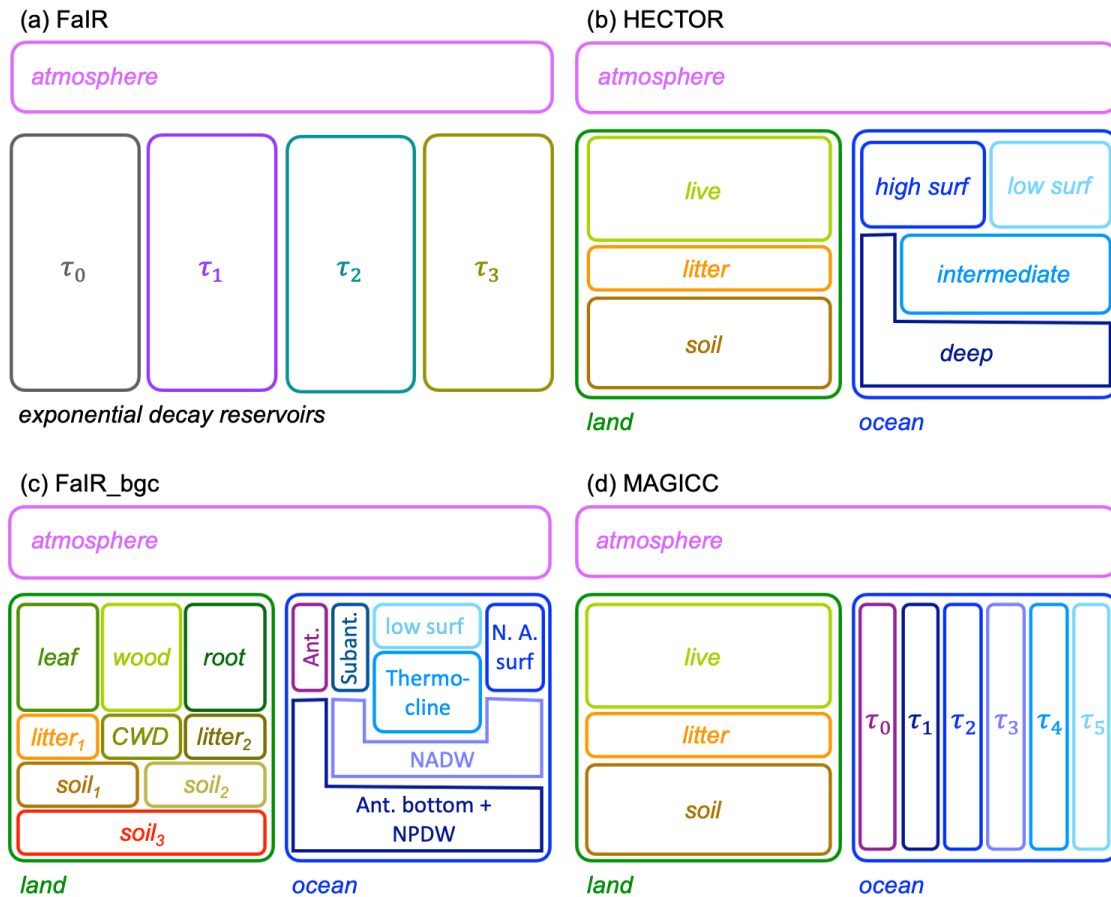 (a) FaIR
atmosphere
τ0
τ1
τ2
τ3
exponential decay reservoirs
(b) HECTOR
atmosphere
live
litter
soil
land
high surf
low surf
intermediate
deep
ocean
(c) FaIR_bgc
atmosphere
leaf
wood
root
litter1
CWD
litter2
soil1
soil2
soil3
land
Ant.
Subant.
low surf
N. A.
surf
Thermo-
cline
NADW
Ant. bottom +
NPDW
ocean
(d) MAGICC
atmosphere
live
litter
soil
land
τ0
τ1
τ2
τ3
τ4
τ5
ocean